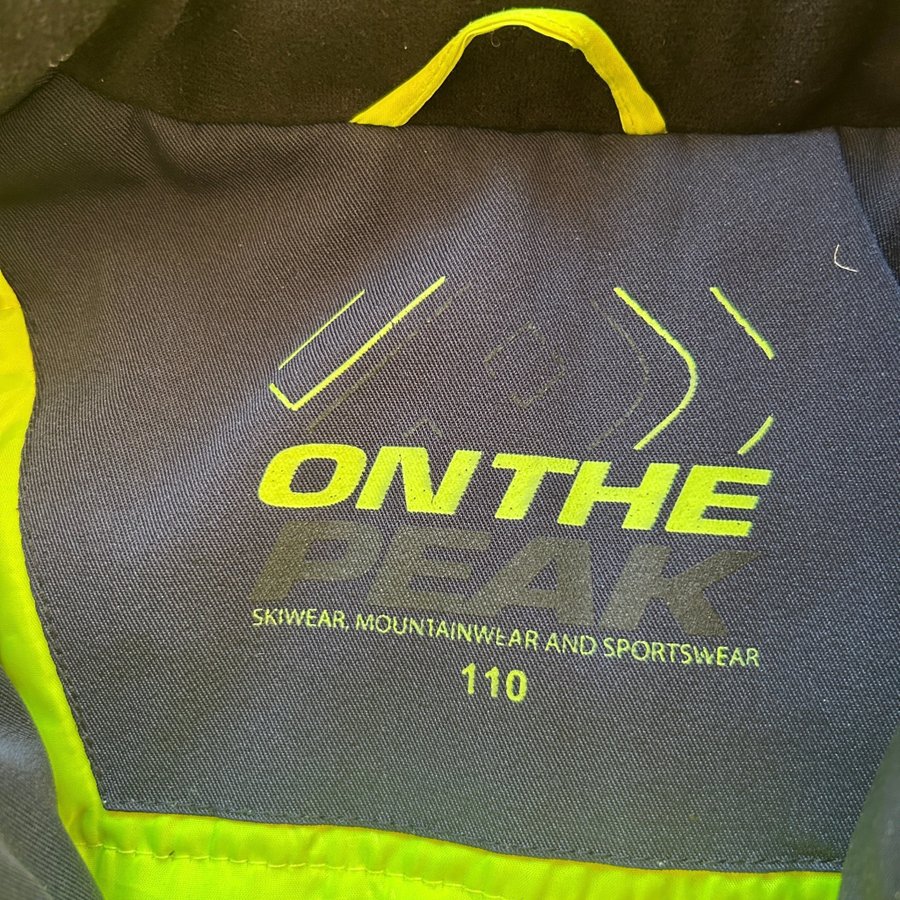 ON THE
PEAK
SKIWEAR, MOUNTAINWEAR AND SPORTSWEAR
110